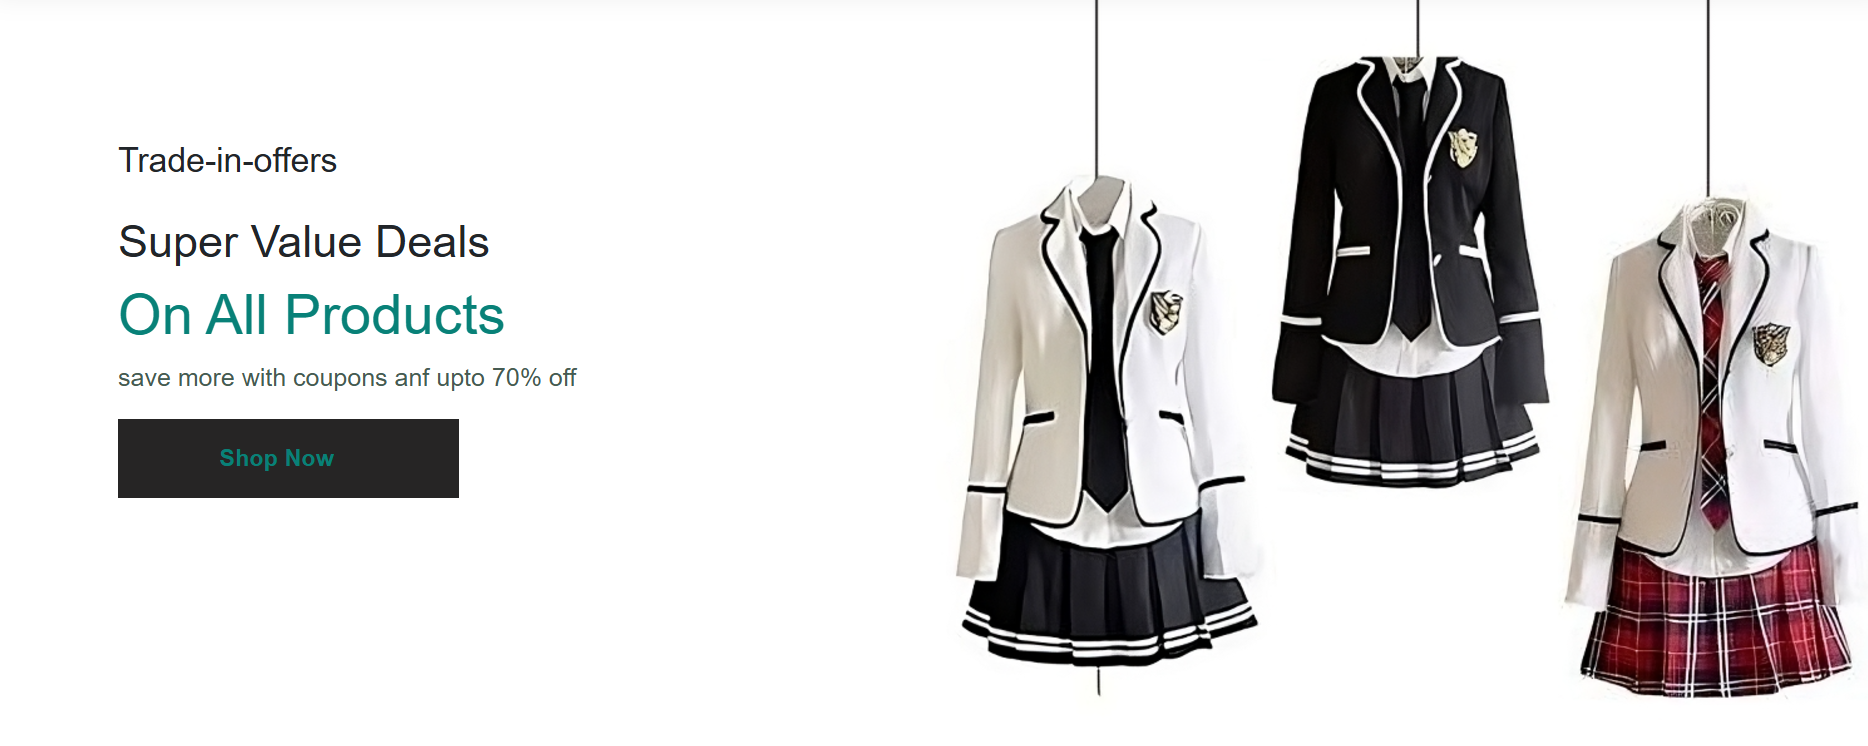 Trade-in-offers
Super Value Deals
On All Products
save more with coupons anf upto 70% off
Shop Now